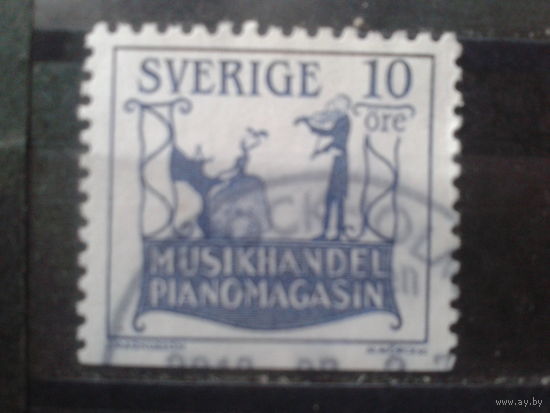 SVERIGE 10
öre
MUSIKHANDEL
PIANOMAGASIN
www.ay.by